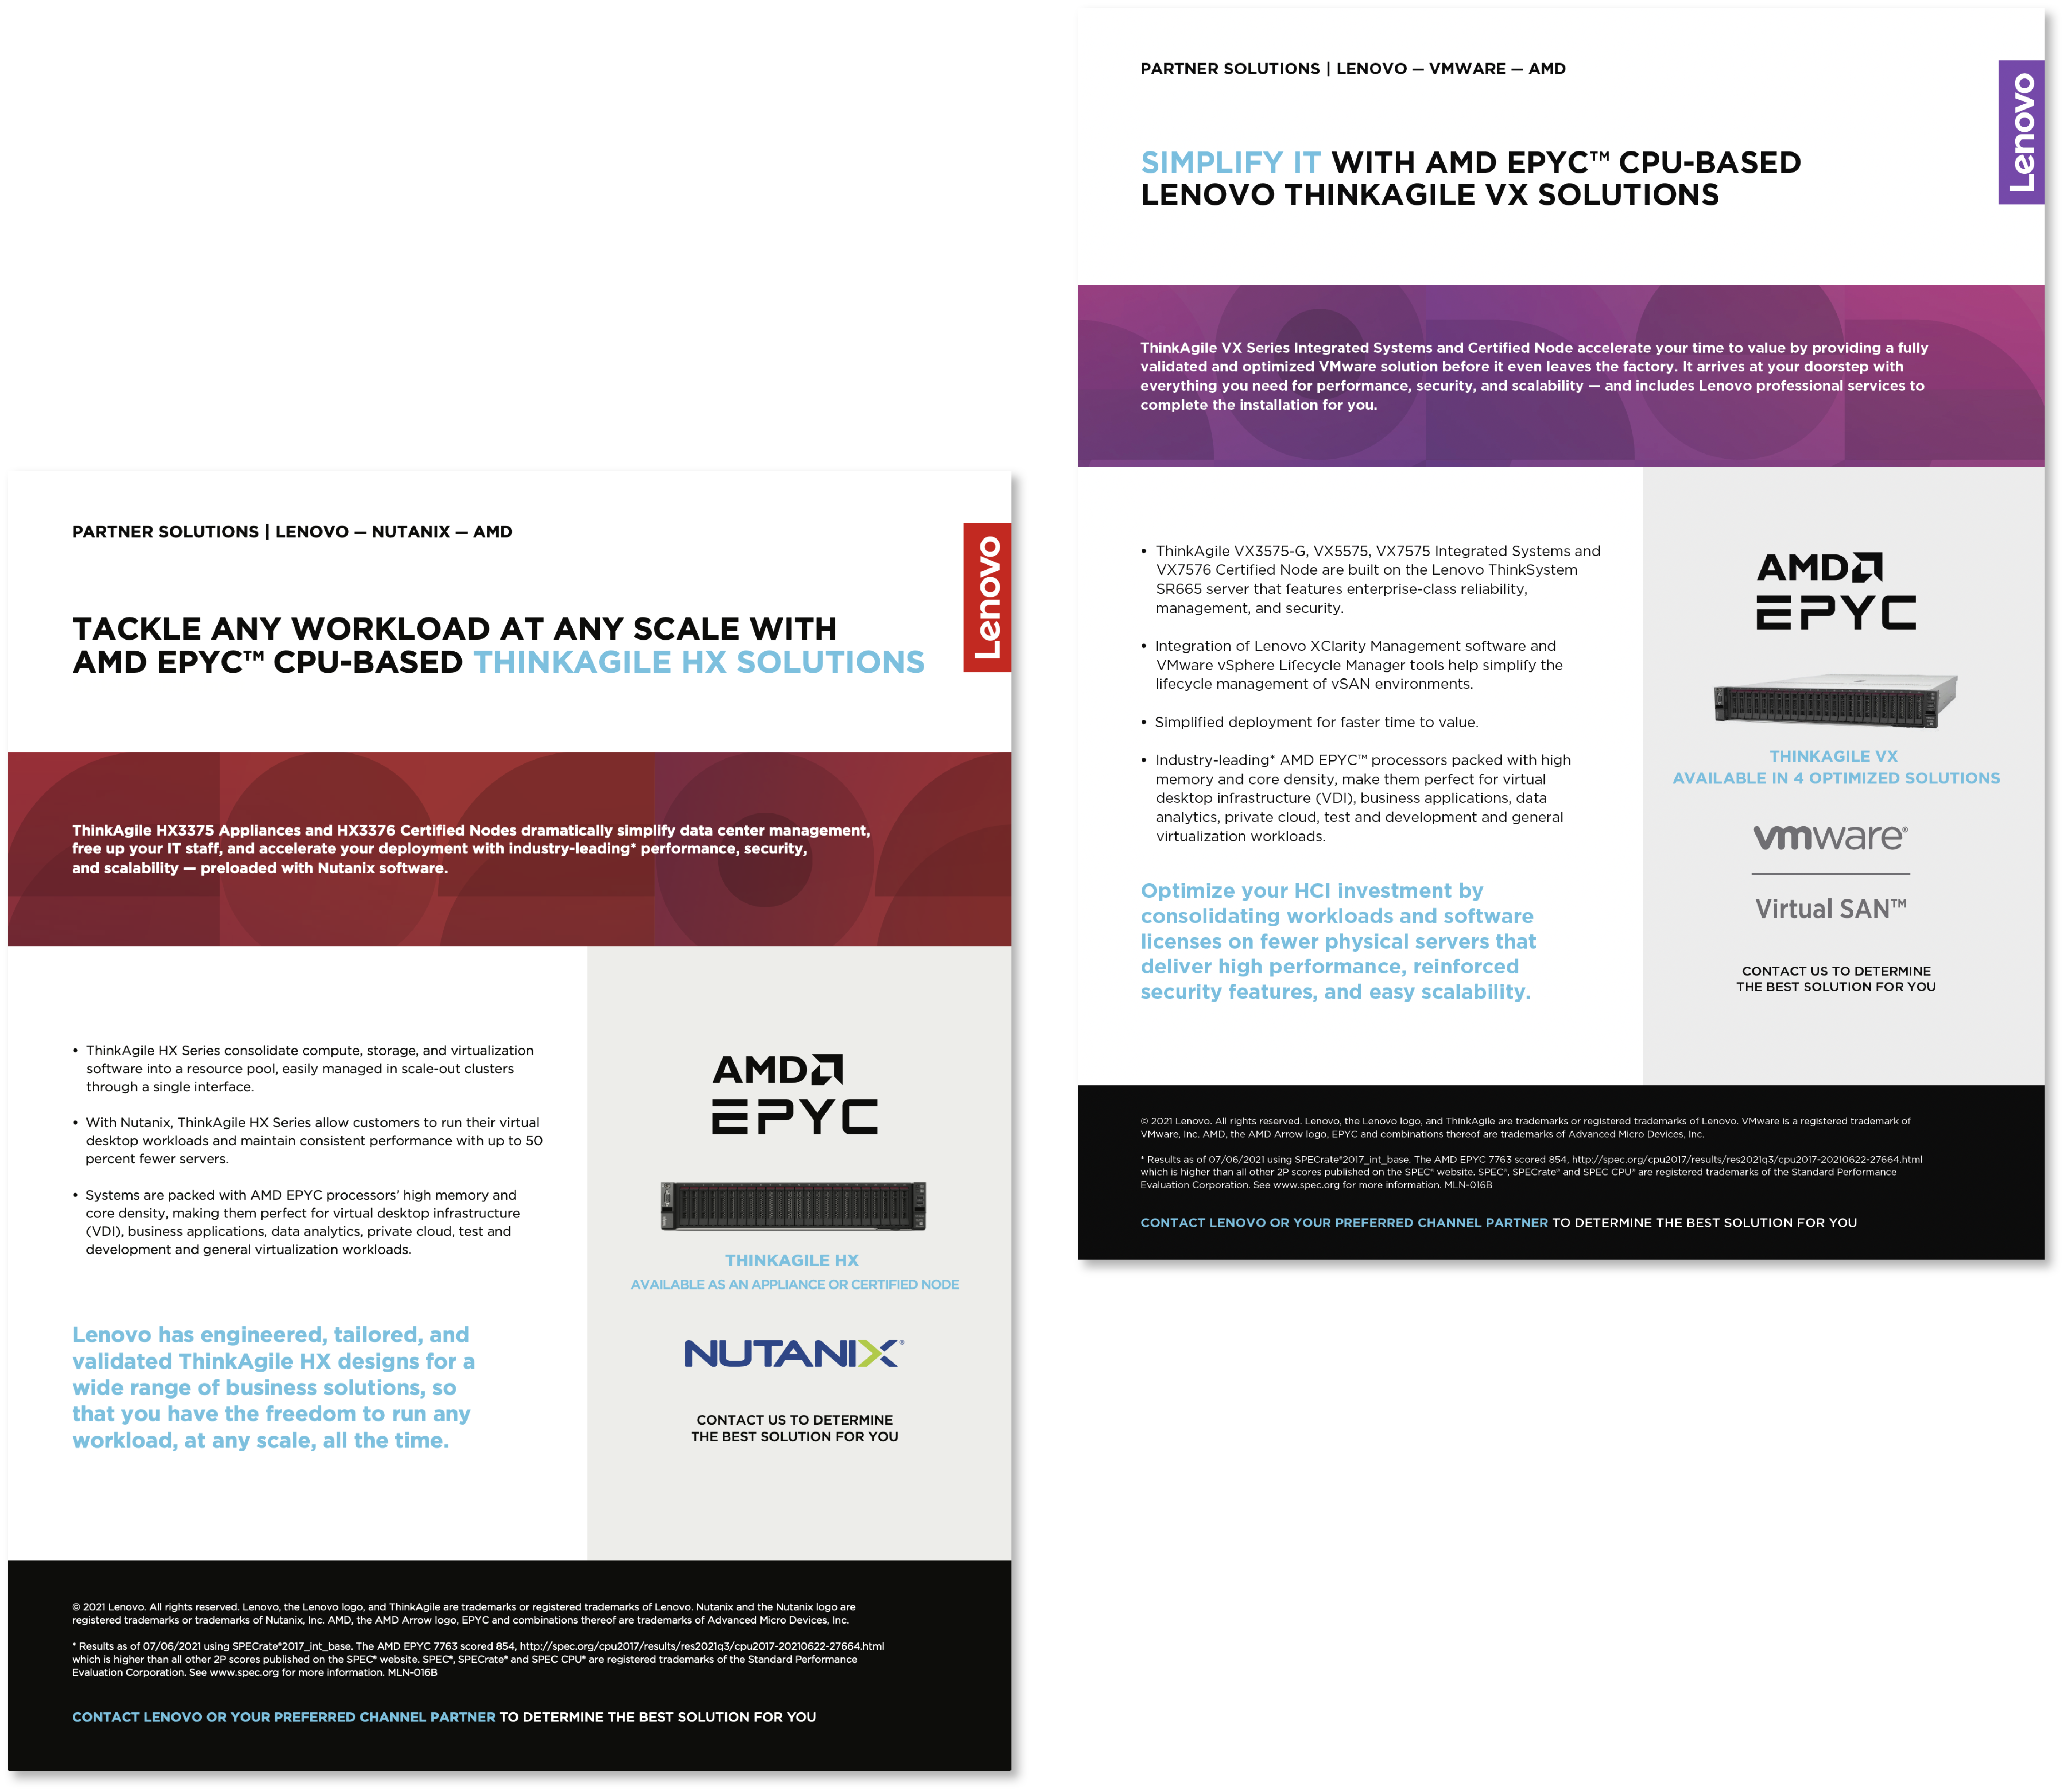 PARTNER SOLUTIONS | LENOVO — NUTANIX — AMD
Lenovo
TACKLE ANY WORKLOAD AT ANY SCALE WITH
AMD EPYC™ CPU-BASED THINKAGILE HX SOLUTIONS
ThinkAgile HX3375 Appliances and HX3376 Certified Nodes dramatically simplify data center management,
free up your IT staff, and accelerate your deployment with industry-leading* performance, security,
and scalability — preloaded with Nutanix software.
• ThinkAgile HX Series consolidate compute, storage, and virtualization
software into a resource pool, easily managed in scale-out clusters
through a single interface.
• With Nutanix, ThinkAgile HX Series allow customers to run their virtual
desktop workloads and maintain consistent performance with up to 50
percent fewer servers.
• Systems are packed with AMD EPYC processors’ high memory and
core density, making them perfect for virtual desktop infrastructure
(VDI), business applications, data analytics, private cloud, test and
development and general virtualization workloads.
Lenovo has engineered, tailored, and
validated ThinkAgile HX designs for a
wide range of business solutions, so
that you have the freedom to run any
workload, at any scale, all the time.
AMD
EPYC
THINKAGILE HX
AVAILABLE AS AN APPLIANCE OR CERTIFIED NODE
NUTANIX®
CONTACT US TO DETERMINE
THE BEST SOLUTION FOR YOU
© 2021 Lenovo. All rights reserved. Lenovo, the Lenovo logo, and ThinkAgile are trademarks or registered trademarks of Lenovo. Nutanix and the Nutanix logo are
registered trademarks or trademarks of Nutanix, Inc. AMD, the AMD Arrow logo, EPYC and combinations thereof are trademarks of Advanced Micro Devices, Inc.
* Results as of 07/06/2021 using SPECrate®2017_int_base. The AMD EPYC 7763 scored 854, http://spec.org/cpu2017/results/res2021q3/cpu2017-20210622-27664.html
which is higher than all other 2P scores published on the SPEC® website. SPEC®, SPECrate® and SPEC CPU® are registered trademarks of the Standard Performance
Evaluation Corporation. See www.spec.org for more information. MLN-016B
CONTACT LENOVO OR YOUR PREFERRED CHANNEL PARTNER TO DETERMINE THE BEST SOLUTION FOR YOU
PARTNER SOLUTIONS | LENOVO — VMWARE — AMD
Lenovo
SIMPLIFY IT WITH AMD EPYC™ CPU-BASED
LENOVO THINKAGILE VX SOLUTIONS
ThinkAgile VX Series Integrated Systems and Certified Node accelerate your time to value by providing a fully
validated and optimized VMware solution before it even leaves the factory. It arrives at your doorstep with
everything you need for performance, security, and scalability — and includes Lenovo professional services to
complete the installation for you.
• ThinkAgile VX3575-G, VX5575, VX7575 Integrated Systems and
VX7576 Certified Node are built on the Lenovo ThinkSystem
SR665 server that features enterprise-class reliability,
management, and security.
• Integration of Lenovo XClarity Management software and
VMware vSphere Lifecycle Manager tools help simplify the
lifecycle management of vSAN environments.
• Simplified deployment for faster time to value.
• Industry-leading* AMD EPYC™ processors packed with high
memory and core density, make them perfect for virtual
desktop infrastructure (VDI), business applications, data
analytics, private cloud, test and development and general
virtualization workloads.
Optimize your HCI investment by
consolidating workloads and software
licenses on fewer physical servers that
deliver high performance, reinforced
security features, and easy scalability.
AMD
EPYC
THINKAGILE VX
AVAILABLE IN 4 OPTIMIZED SOLUTIONS
vmware®
Virtual SAN™
CONTACT US TO DETERMINE
THE BEST SOLUTION FOR YOU
© 2021 Lenovo. All rights reserved. Lenovo, the Lenovo logo, and ThinkAgile are trademarks or registered trademarks of Lenovo. VMware is a registered trademark of
VMware, Inc. AMD, the AMD Arrow logo, EPYC and combinations thereof are trademarks of Advanced Micro Devices, Inc.
* Results as of 07/06/2021 using SPECrate®2017_int_base. The AMD EPYC 7763 scored 854, http://spec.org/cpu2017/results/res2021q3/cpu2017-20210622-27664.html
which is higher than all other 2P scores published on the SPEC® website. SPEC®, SPECrate® and SPEC CPU® are registered trademarks of the Standard Performance
Evaluation Corporation. See www.spec.org for more information. MLN-016B
CONTACT LENOVO OR YOUR PREFERRED CHANNEL PARTNER TO DETERMINE THE BEST SOLUTION FOR YOU